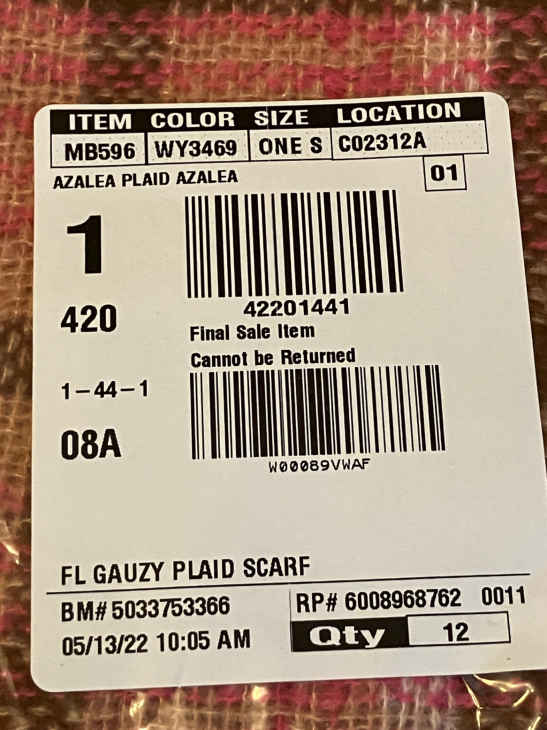 ITEM COLOR SIZE LOCATION
MB596 WY3469 ONE S C02312A
AZALEA PLAID AZALEA 01
1
42201441
420
Final Sale Item
Cannot be Returned
1-44-1
08A
W00089VWAF
FL GAUZY PLAID SCARF
BM# 5033753366 RP# 6008968762 0011
05/13/22 10:05 AM Qty 12